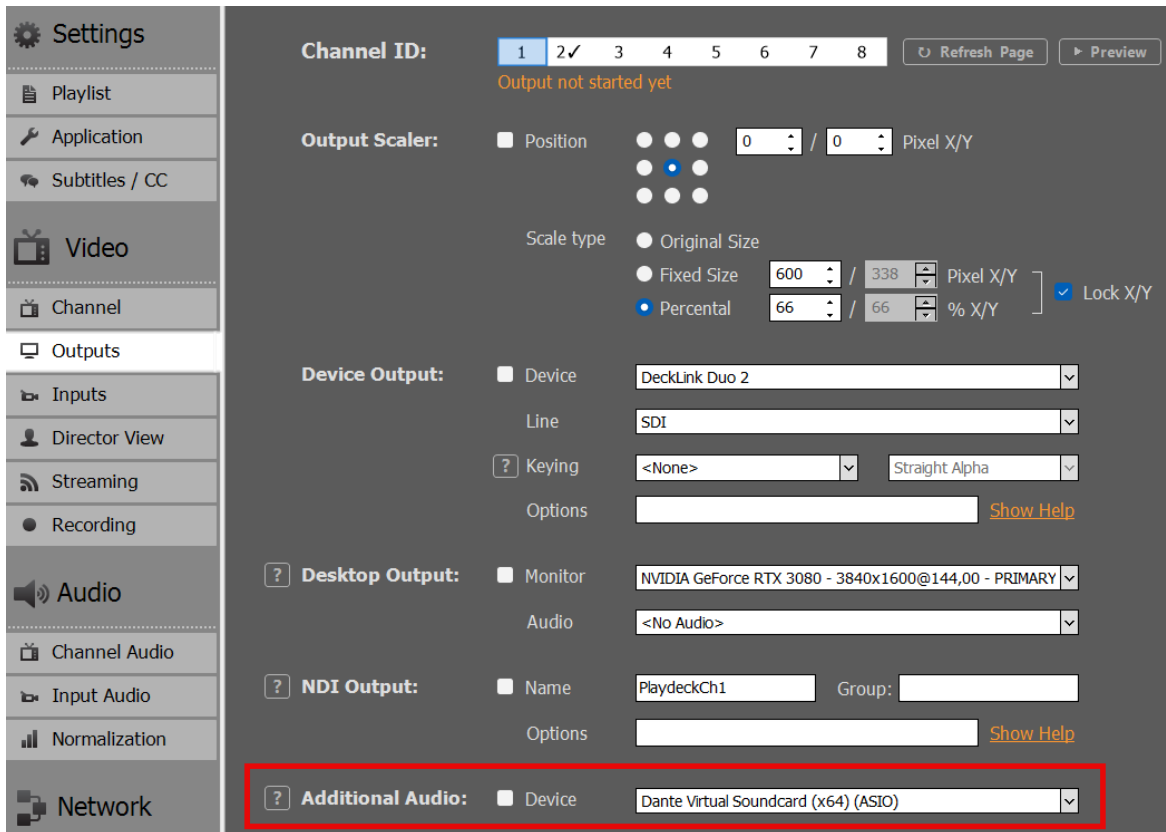 Settings
Playlist
Application
Subtitles / CC
Video
Channel
Outputs
Inputs
Director View
Streaming
Recording
Audio
Channel Audio
Input Audio
Normalization
Network
Channel ID: 1 2✓ 3 4 5 6 7 8 Refresh Page Preview
Output not started yet
Output Scaler: Position 0 / 0 Pixel X/Y
Scale type Original Size
Fixed Size 600 / 338 Pixel X/Y
Lock X/Y
Percental 66 / 66 % X/Y
Device Output: Device DeckLink Duo 2
Line SDI
? Keying <None> Straight Alpha
Options Show Help
? Desktop Output: Monitor NVIDIA GeForce RTX 3080 - 3840x1600@144,00 - PRIMARY
Audio <No Audio>
? NDI Output: Name PlaydeckCh1 Group:
Options Show Help
? Additional Audio: Device Dante Virtual Soundcard (x64) (ASIO)